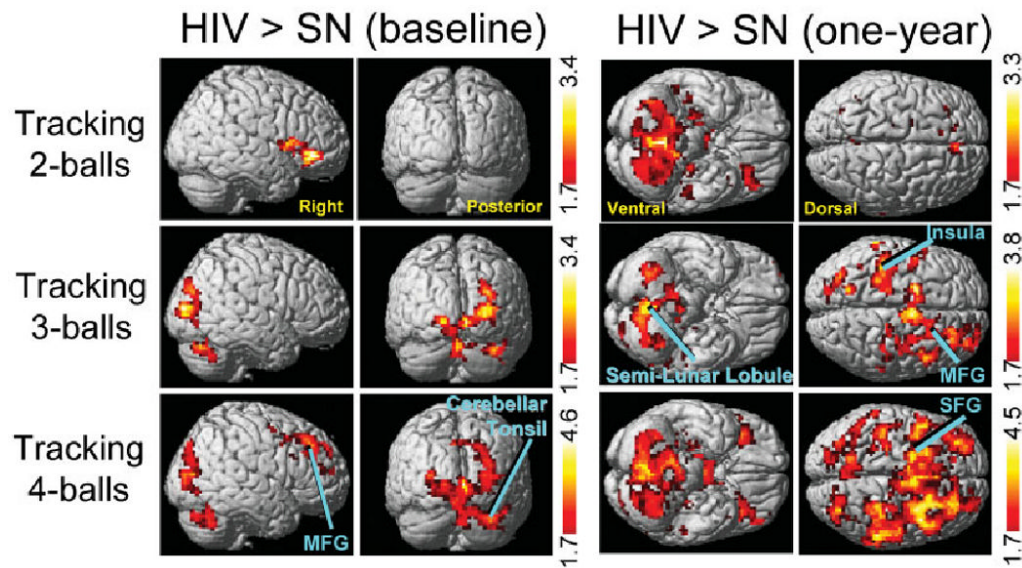 HIV > SN (baseline)
HIV > SN (one-year)
Tracking
2-balls
Right
Posterior
1.7
3.4
Ventral
Dorsal
1.7
3.3
Tracking
3-balls
1.7
3.4
Semi-Lunar Lobule
Insula
MFG
1.7
3.8
Tracking
4-balls
MFG
Cerebellar
Tonsil
1.7
4.6
SFG
1.7
4.5